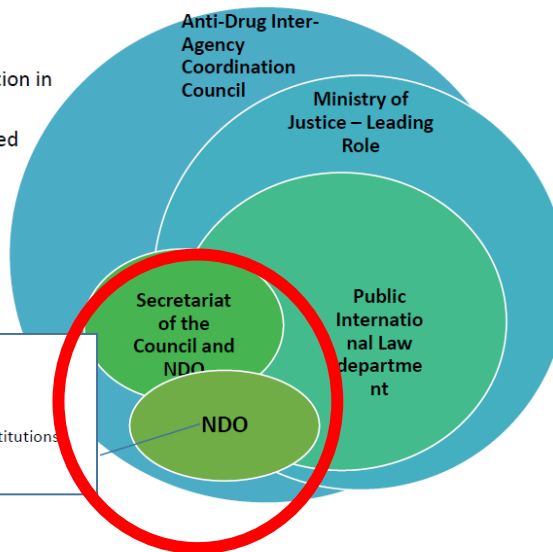 Anti-Drug Inter-
Agency
Coordination
Council
tion in
ed
Ministry of
Justice – Leading
Role
Secretariat
of the
Council and
NDO
Public
Internatio
nal Law
departme
nt
titutions
NDO